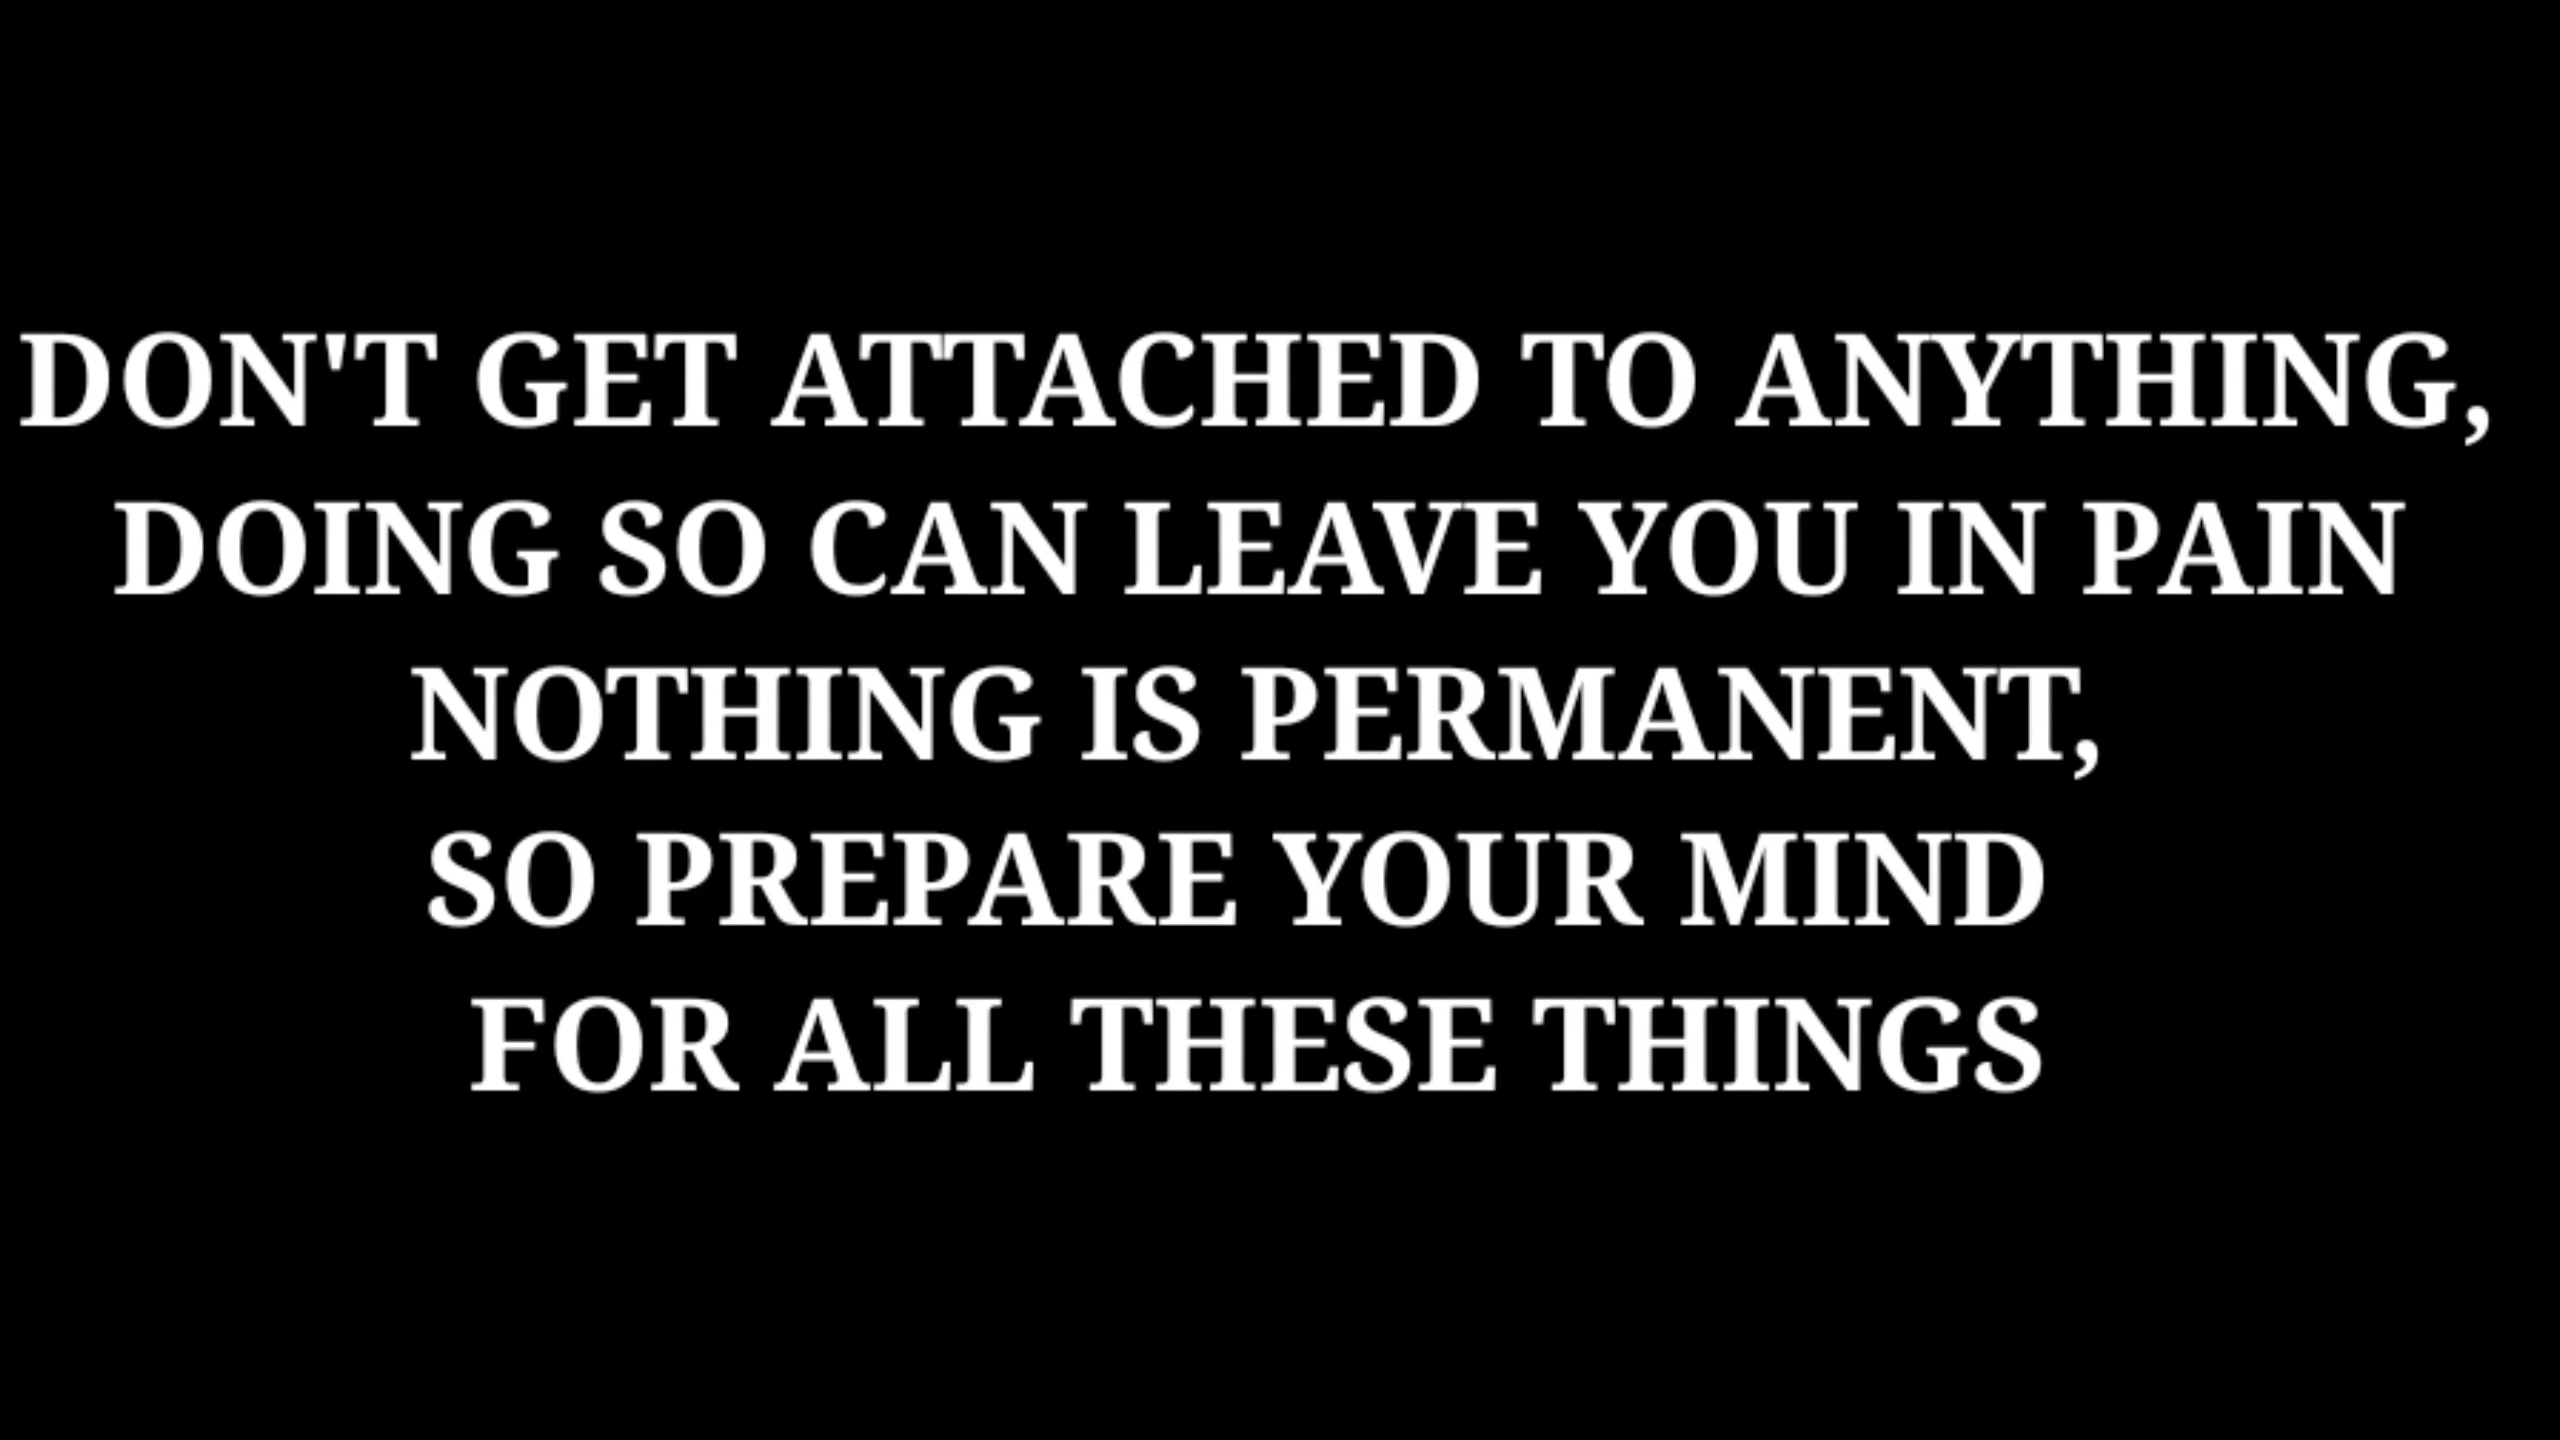 DON'T GET ATTACHED TO ANYTHING,
DOING SO CAN LEAVE YOU IN PAIN
NOTHING IS PERMANENT,
SO PREPARE YOUR MIND
FOR ALL THESE THINGS